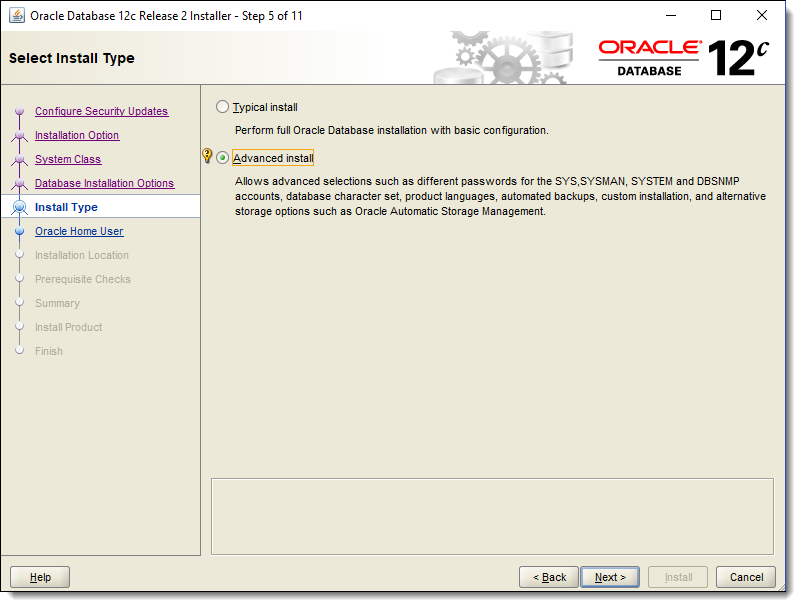 Oracle Database 12c Release 2 Installer - Step 5 of 11
Select Install Type
ORACLE®
DATABASE
12c
Configure Security Updates
Installation Option
System Class
Database Installation Options
Install Type
Oracle Home User
Installation Location
Prerequisite Checks
Summary
Install Product
Finish
Typical install
Perform full Oracle Database installation with basic configuration.
Advanced install
Allows advanced selections such as different passwords for the SYS,SYSMAN, SYSTEM and DBSNMP
accounts, database character set, product languages, automated backups, custom installation, and alternative
storage options such as Oracle Automatic Storage Management.
Help
< Back
Next >
Install
Cancel